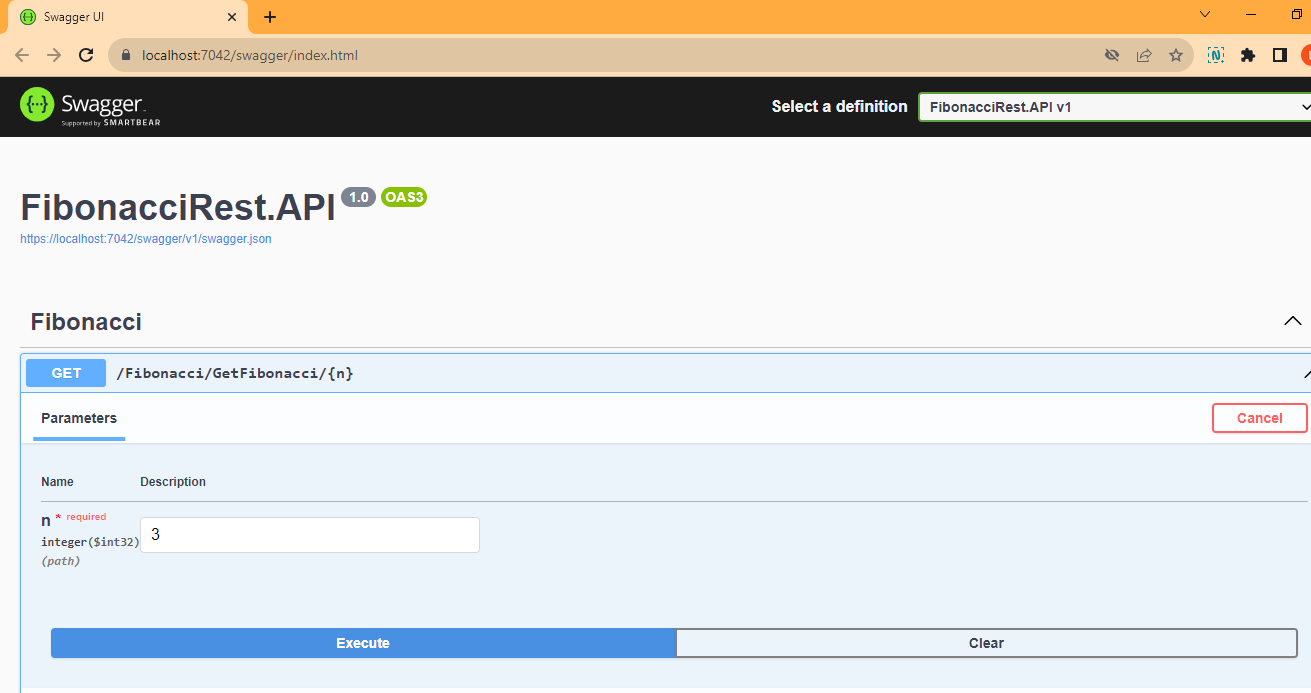 Swagger UI
localhost:7042/swagger/index.html
Swagger
Supported by SMARTBEAR
Select a definition
FibonacciRest.API v1
FibonacciRest.API 1.0 OAS3
https://localhost:7042/swagger/v1/swagger.json
Fibonacci
GET /Fibonacci/GetFibonacci/{n}
Parameters
Cancel
Name Description
n * required
3
integer($int32)
(path)
Execute
Clear